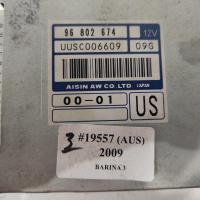 96 802 674 12V
UUSC006609 09G
AISIN AW CO.,LTD JAPAN
00-01 US
3 #19557 (AUS)
2009
BARINA 3